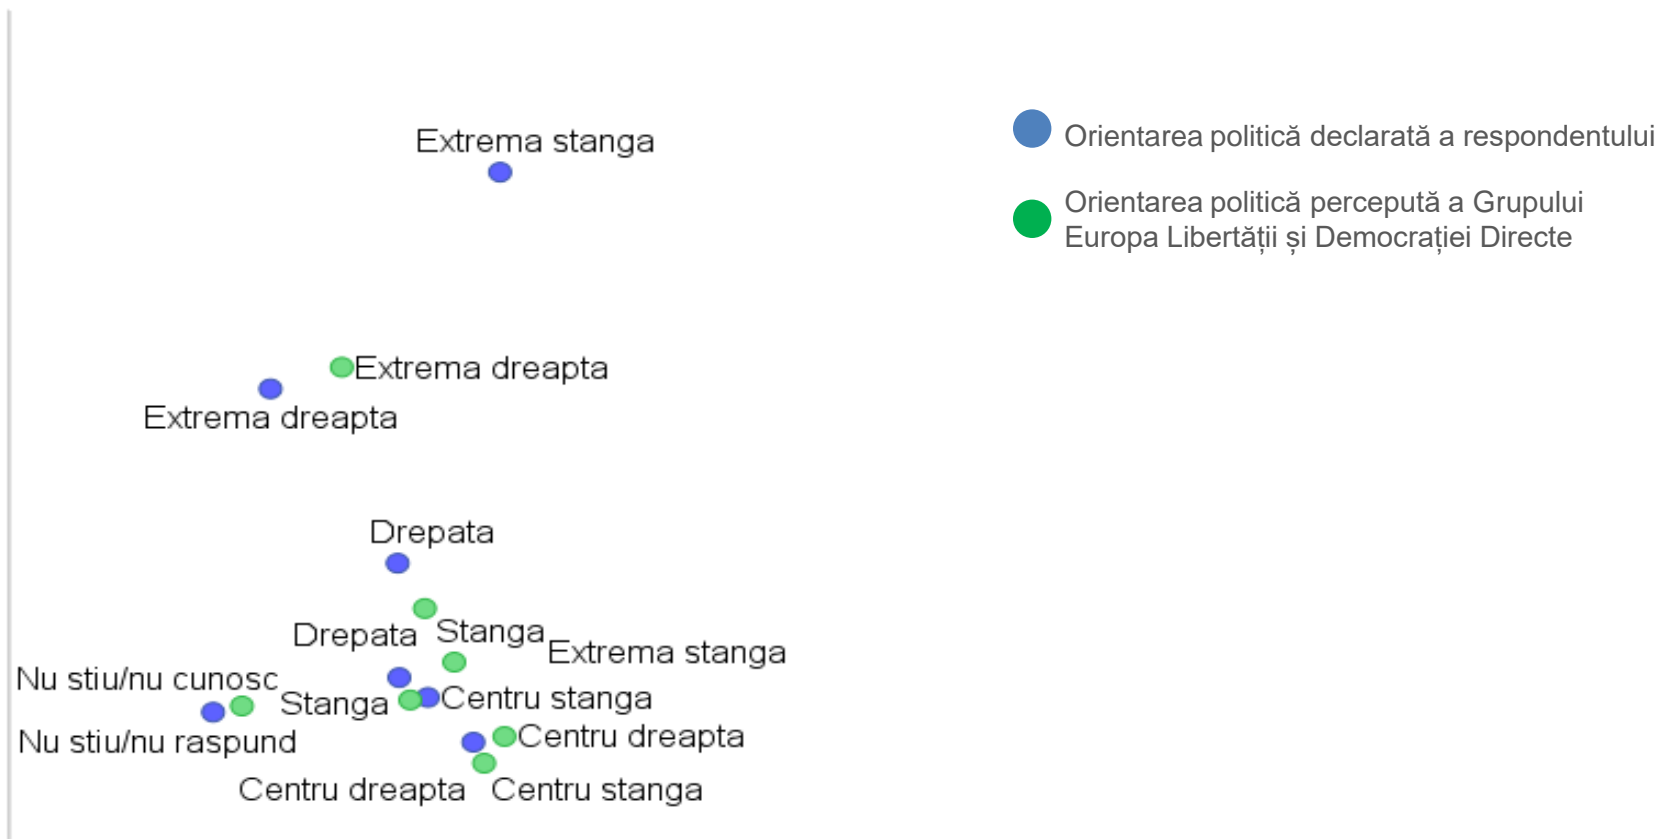 Extrema stanga
Orientarea politică declarată a respondentului
Orientarea politică percepută a Grupului
Europa Libertății și Democrației Directe
Extrema dreapta
Extrema dreapta
Drepata
Drepata
Stanga
Extrema stanga
Nu stiu/nu cunosc
Stanga
Centru stanga
Nu stiu/nu raspund
Centru dreapta
Centru dreapta
Centru stanga